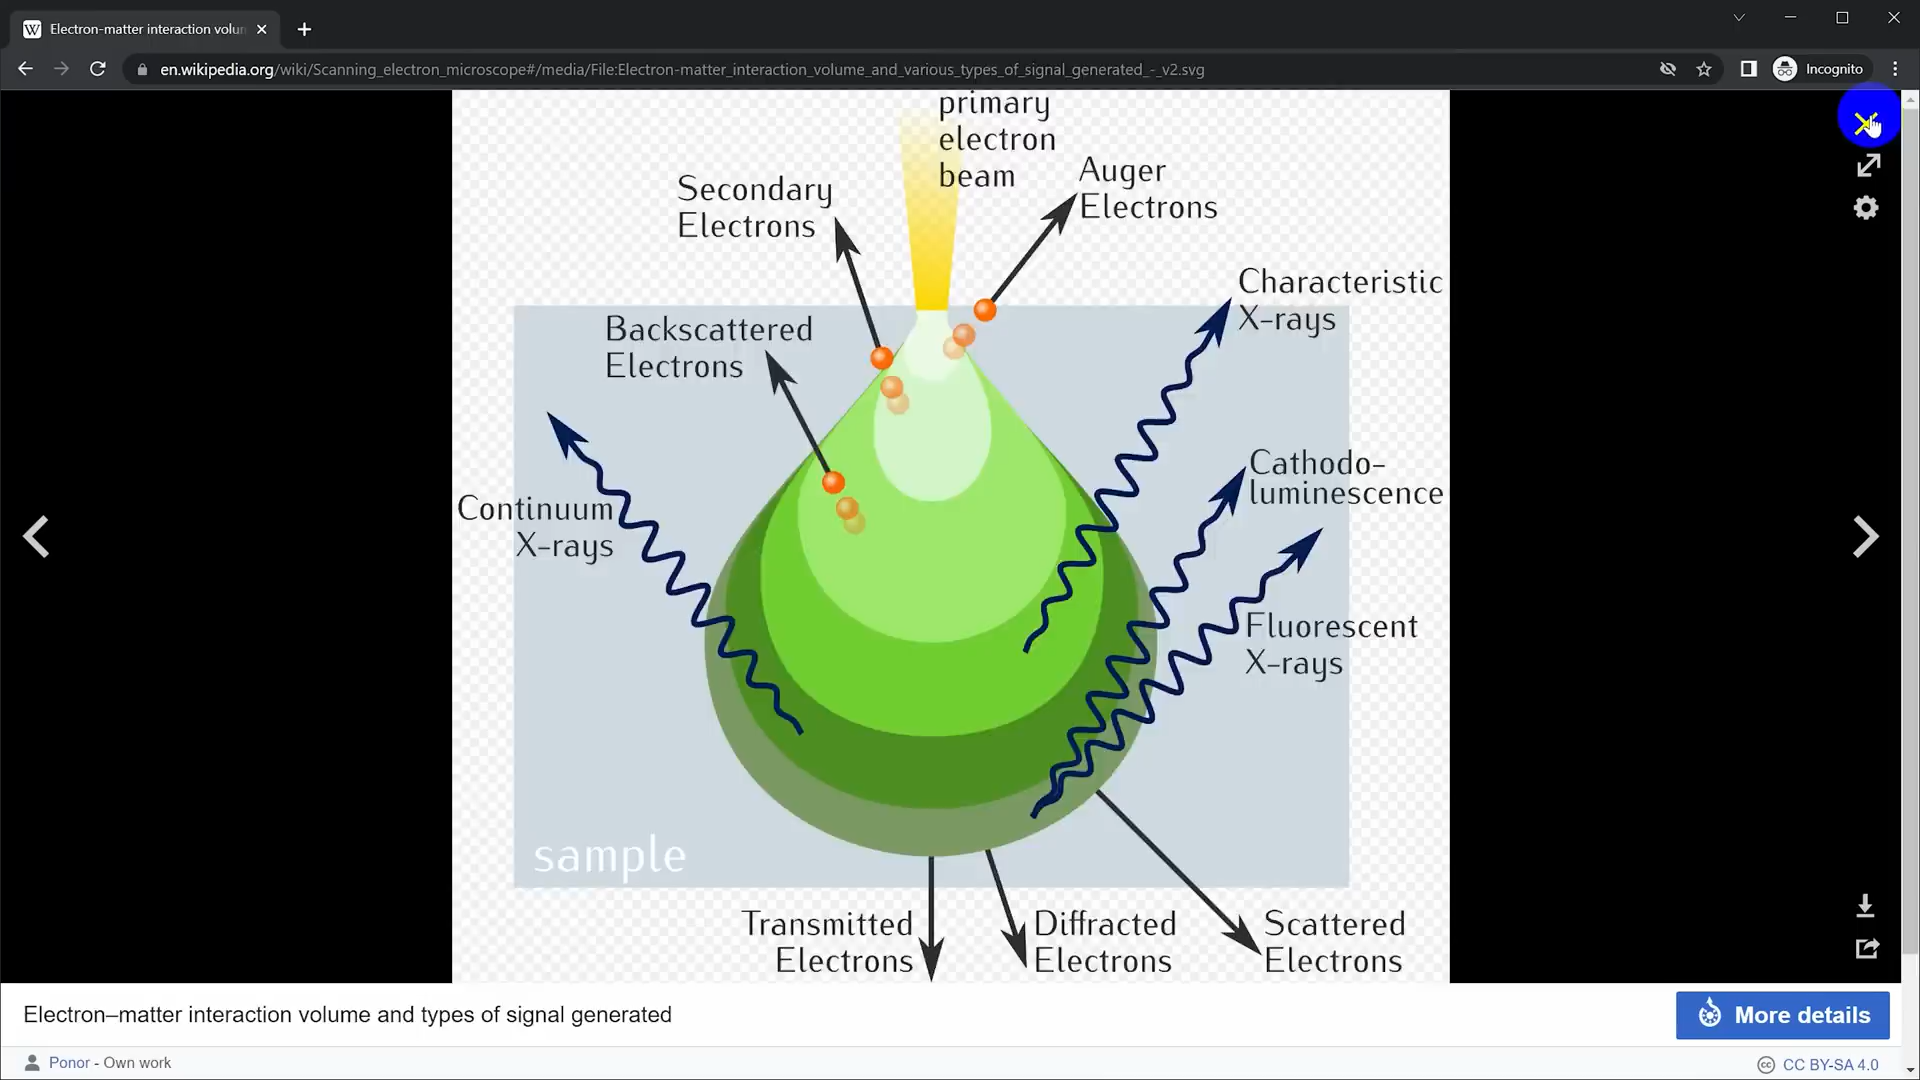 Electron-matter interaction volu
en.wikipedia.org/wiki/Scanning_electron_microscope#/media/File:Electron-matter_interaction_volume_and_various_types_of_signal_generated_-_v2.svg
Incognito
primary
electron
beam
Auger
Electrons
Secondary
Electrons
Characteristic
X-rays
Backscattered
Electrons
Cathodo-
luminescence
Continuum
X-rays
Fluorescent
X-rays
sample
Transmitted
Electrons
Diffracted
Electrons
Scattered
Electrons
Electron–matter interaction volume and types of signal generated
More details
Ponor - Own work
CC BY-SA 4.0